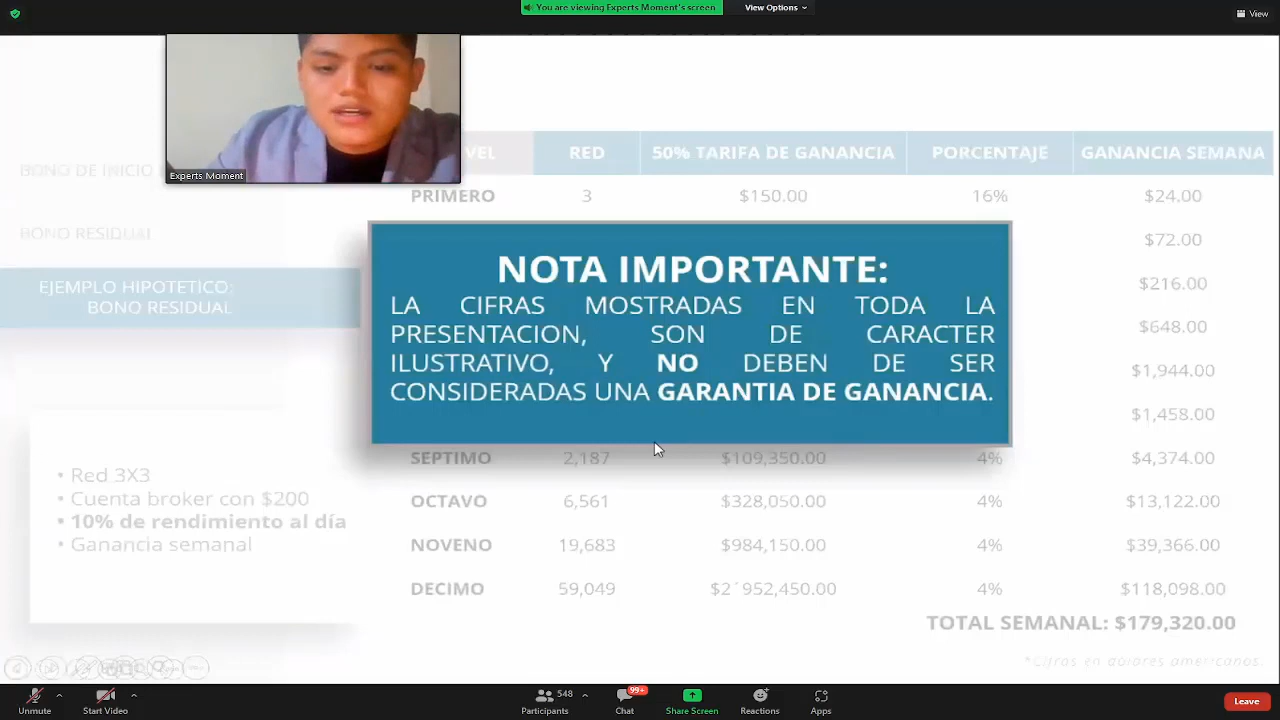 You are viewing Experts Moment's screen
View Options
View
Experts Moment
BONO DE INICIO
BONO RESIDUAL
EJEMPLO HIPOTETICO:
BONO RESIDUAL
• Red 3X3
• Cuenta broker con $200
• 10% de rendimiento al día
• Ganancia semanal
VEL RED 50% TARIFA DE GANANCIA PORCENTAJE GANANCIA SEMANA
PRIMERO 3 $150.00 16% $24.00
$72.00
$216.00
$648.00
$1,944.00
$1,458.00
NOTA IMPORTANTE:
LA CIFRAS MOSTRADAS EN TODA LA
PRESENTACION, SON DE CARACTER
ILUSTRATIVO, Y NO DEBEN DE SER
CONSIDERADAS UNA GARANTIA DE GANANCIA.
SEPTIMO 2,187 $109,350.00 4% $4,374.00
OCTAVO 6,561 $328,050.00 4% $13,122.00
NOVENO 19,683 $984,150.00 4% $39,366.00
DECIMO 59,049 $2´952,450.00 4% $118,098.00
TOTAL SEMANAL: $179,320.00
*Cifras en dolares americanos.
Unmute
Start Video
548
Participants
99+
Chat
Share Screen
Reactions
Apps
Leave